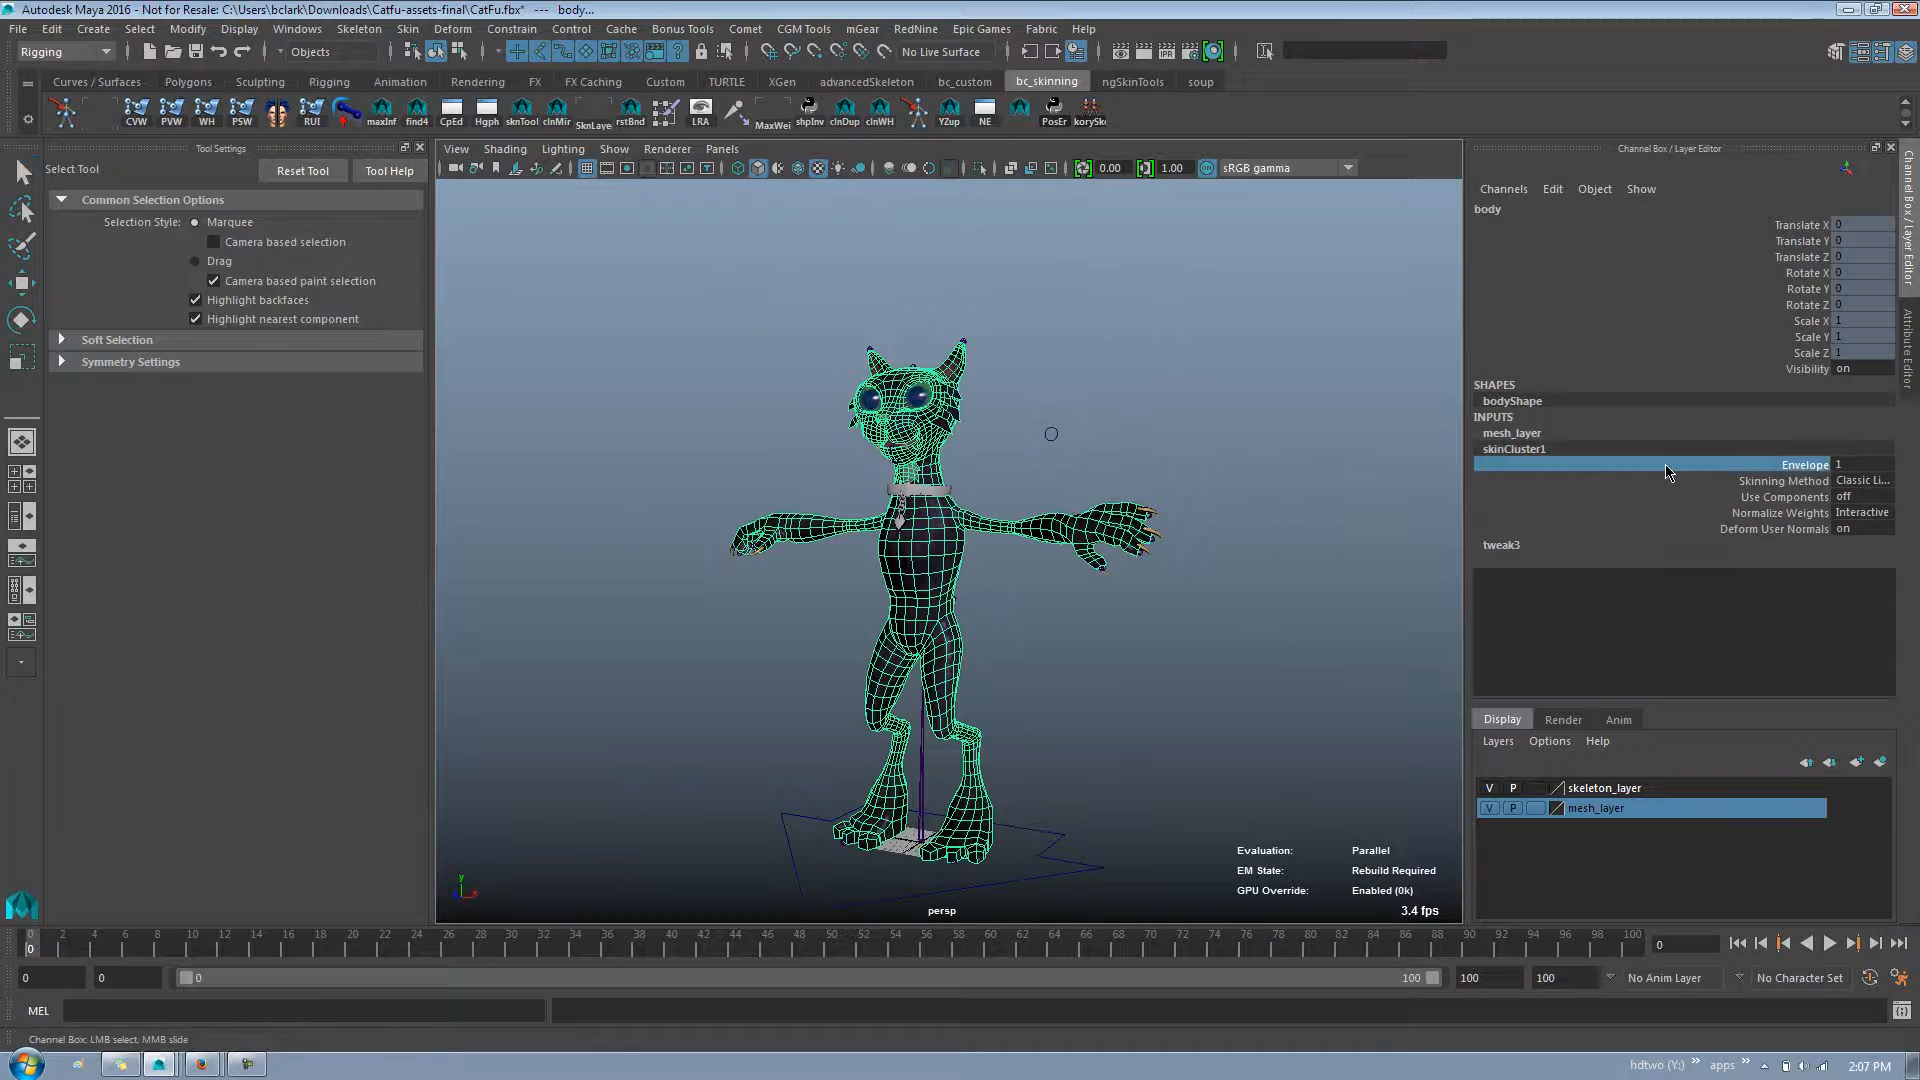 Autodesk Maya 2016 - Not for Resale: C:\Users\bclark\Downloads\Catfu-assets-final\CatFu.fbx* --- body...
File Edit Create Select Modify Display Windows Skeleton Skin Deform Constrain Control Cache Bonus Tools Comet CGM Tools mGear RedNine Epic Games Fabric Help
Rigging Objects No Live Surface
Curves / Surfaces Polygons Sculpting Rigging Animation Rendering FX FX Caching Custom TURTLE XGen advancedSkeleton bc_custom bc_skinning ngSkinTools soup
CVW PVW WH PSW RUI maxInf find4 CpEd Hgph sknTool clnMir SknLaye rstBnd LRA MaxWei shpInv clnDup clnWH YZup NE PosEr korySke
Tool Settings
Select Tool Reset Tool Tool Help
Common Selection Options
Selection Style: Marquee
Camera based selection
Drag
Camera based paint selection
Highlight backfaces
Highlight nearest component
Soft Selection
Symmetry Settings
View Shading Lighting Show Renderer Panels
0.00 1.00 sRGB gamma
Evaluation: Parallel
EM State: Rebuild Required
GPU Override: Enabled (0k)
persp
3.4 fps
y
x
Channel Box / Layer Editor
Channels Edit Object Show
body
Translate X 0
Translate Y 0
Translate Z 0
Rotate X 0
Rotate Y 0
Rotate Z 0
Scale X 1
Scale Y 1
Scale Z 1
Visibility on
SHAPES
bodyShape
INPUTS
mesh_layer
skinCluster1
Envelope 1
Skinning Method Classic Li...
Use Components off
Normalize Weights Interactive
Deform User Normals on
tweak3
Display Render Anim
Layers Options Help
V P skeleton_layer
V P mesh_layer
Channel Box / Layer Editor
Attribute Editor
0 2 4 6 8 10 12 14 16 18 20 22 24 26 28 30 32 34 36 38 40 42 44 46 48 50 52 54 56 58 60 62 64 66 68 70 72 74 76 78 80 82 84 86 88 90 92 94 96 98 100
0 0
0 0 0 100 100 100 No Anim Layer No Character Set
MEL
Channel Box: LMB select, MMB slide
hdtwo (Y:) apps 2:07 PM